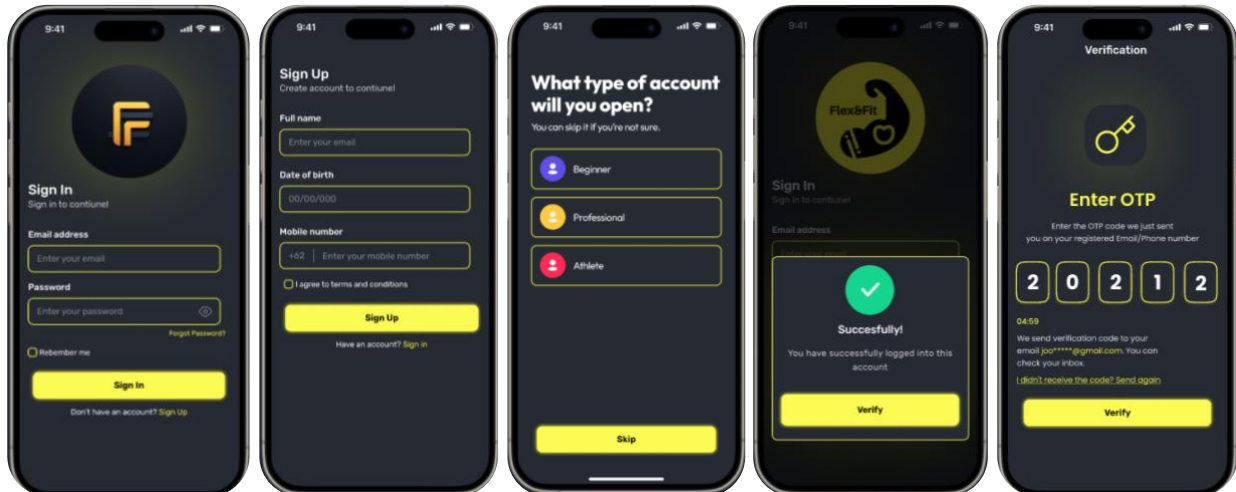 9:41
Sign In
Sign in to contiunel
Email address
Enter your email
Password
Enter your password
Forgot Password?
Rebember me
Sign In
Don't have an account? Sign Up
9:41
Sign Up
Create account to contiunel
Full name
Enter your email
Date of birth
00/00/000
Mobile number
+62 Enter your mobile number
I agree to terms and conditions
Sign Up
Have an account? Sign in
9:41
What type of account
will you open?
You can skip it if you're not sure.
Beginner
Professional
Athlete
Skip
9:41
Flex&Fit
Sign In
Sign in to contiunel
Email address
Succesfully!
You have successfully logged into this
account
Verify
9:41
Verification
Enter OTP
Enter the OTP code we just sent
you on your registered Email/Phone number
2 0 2 1 2
04:59
We send verification code to your
email joo*****@gmail.com. You can
check your inbox.
I didn't receive the code? Send again
Verify